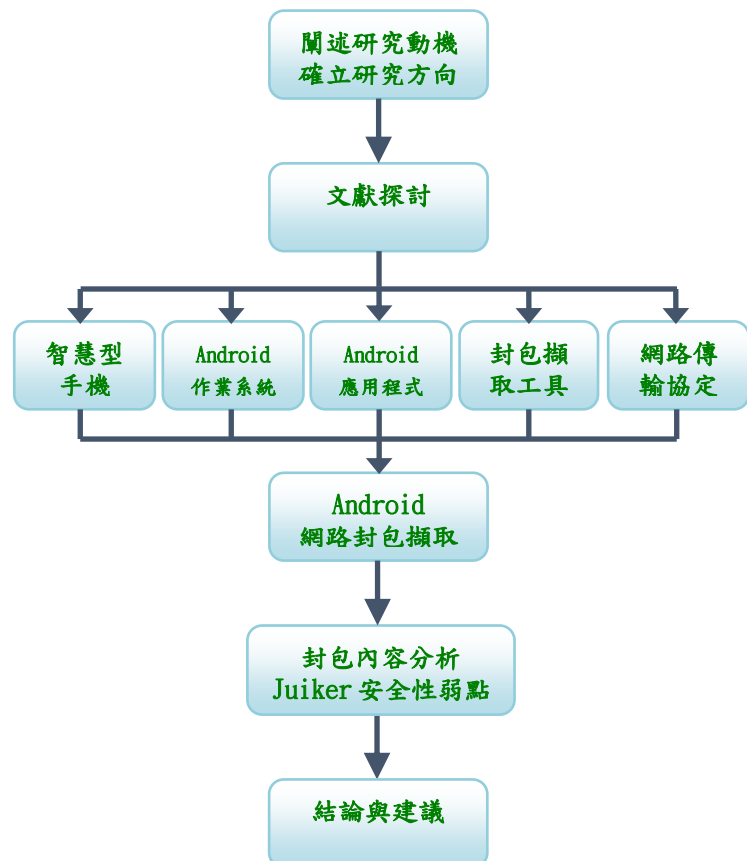 闡述研究動機
確立研究方向
文獻探討
智慧型
手機
Android
作業系統
Android
應用程式
封包擷
取工具
網路傳
輸協定
Android
網路封包擷取
封包內容分析
Juiker 安全性弱點
結論與建議